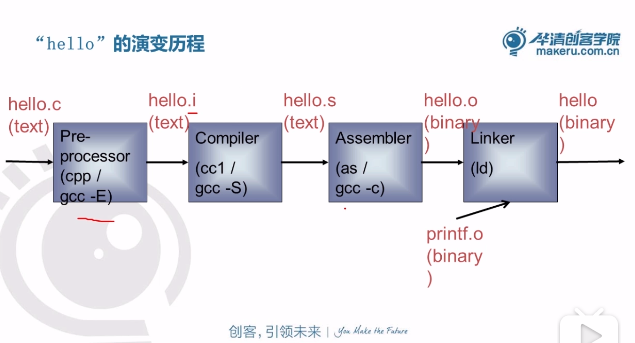 “hello”的演变历程
华清创客学院
makeru.com.cn
hello.c
(text)
hello.i
(text)
hello.s
(text)
hello.o
(binary
)
hello
(binary
)
Pre-
processor
(cpp /
gcc -E)
Compiler
(cc1 /
gcc -S)
Assembler
(as /
gcc -c)
Linker
(ld)
printf.o
(binary
)
创客，引领未来 | You Make the Future